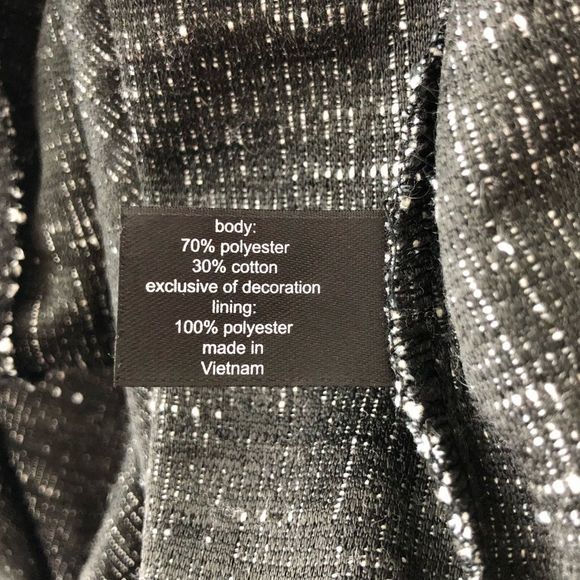 body:
70% polyester
30% cotton
exclusive of decoration
lining:
100% polyester
made in
Vietnam